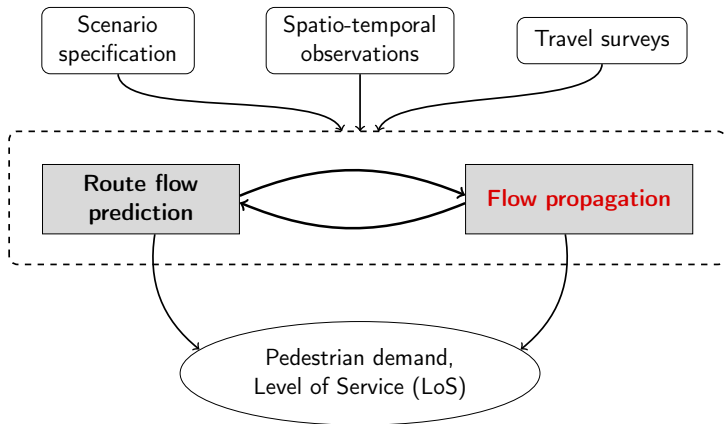 Scenario
specification
Spatio-temporal
observations
Travel surveys
Route flow
prediction
Flow propagation
Pedestrian demand,
Level of Service (LoS)